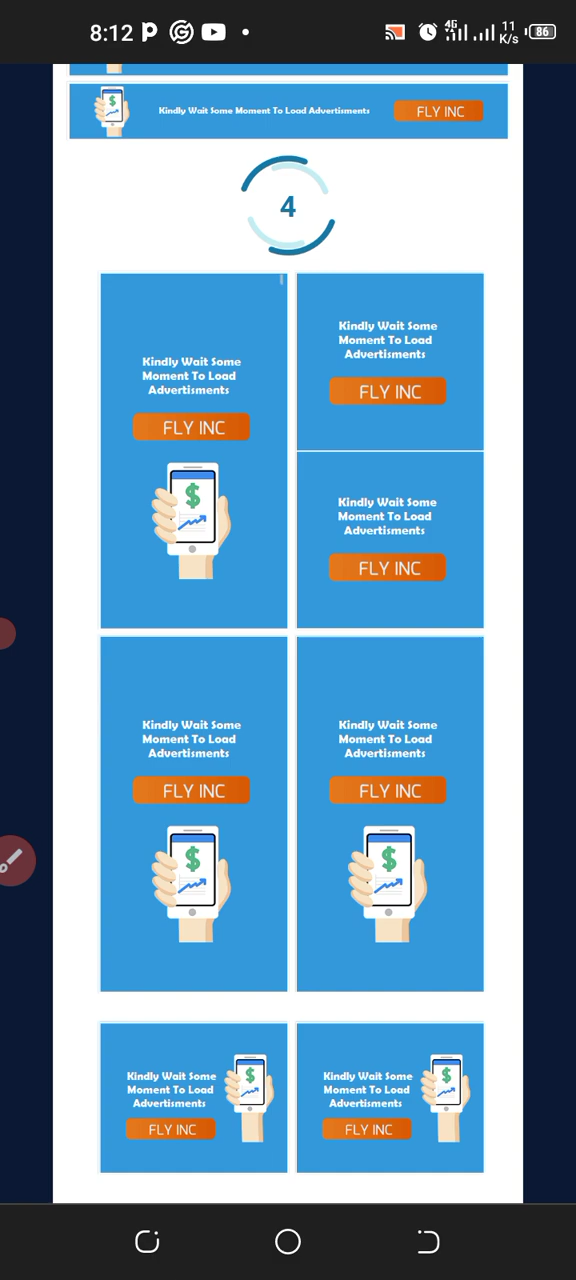 8:12
4G
11
K/s
86
Kindly Wait Some Moment To Load Advertisments
FLY INC
4
Kindly Wait Some
Moment To Load
Advertisments
FLY INC
$
Kindly Wait Some
Moment To Load
Advertisments
FLY INC
Kindly Wait Some
Moment To Load
Advertisments
FLY INC
Kindly Wait Some
Moment To Load
Advertisments
FLY INC
$
Kindly Wait Some
Moment To Load
Advertisments
FLY INC
$
Kindly Wait Some
Moment To Load
Advertisments
FLY INC
$
Kindly Wait Some
Moment To Load
Advertisments
FLY INC
$